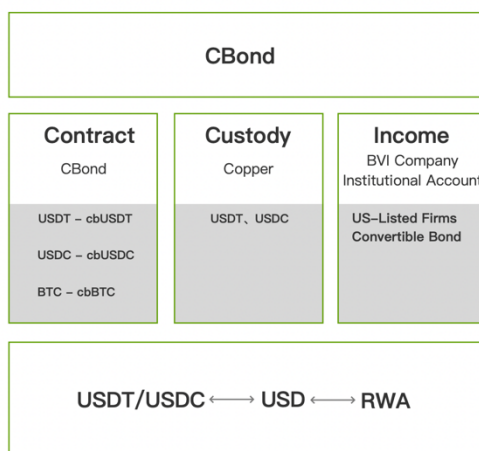 CBond
Contract
CBond
USDT – cbUSDT
USDC – cbUSDC
BTC – cbBTC
Custody
Copper
USDT、USDC
Income
BVI Company
Institutional Account
US-Listed Firms
Convertible Bond
USDT/USDC ⟷ USD ⟷ RWA